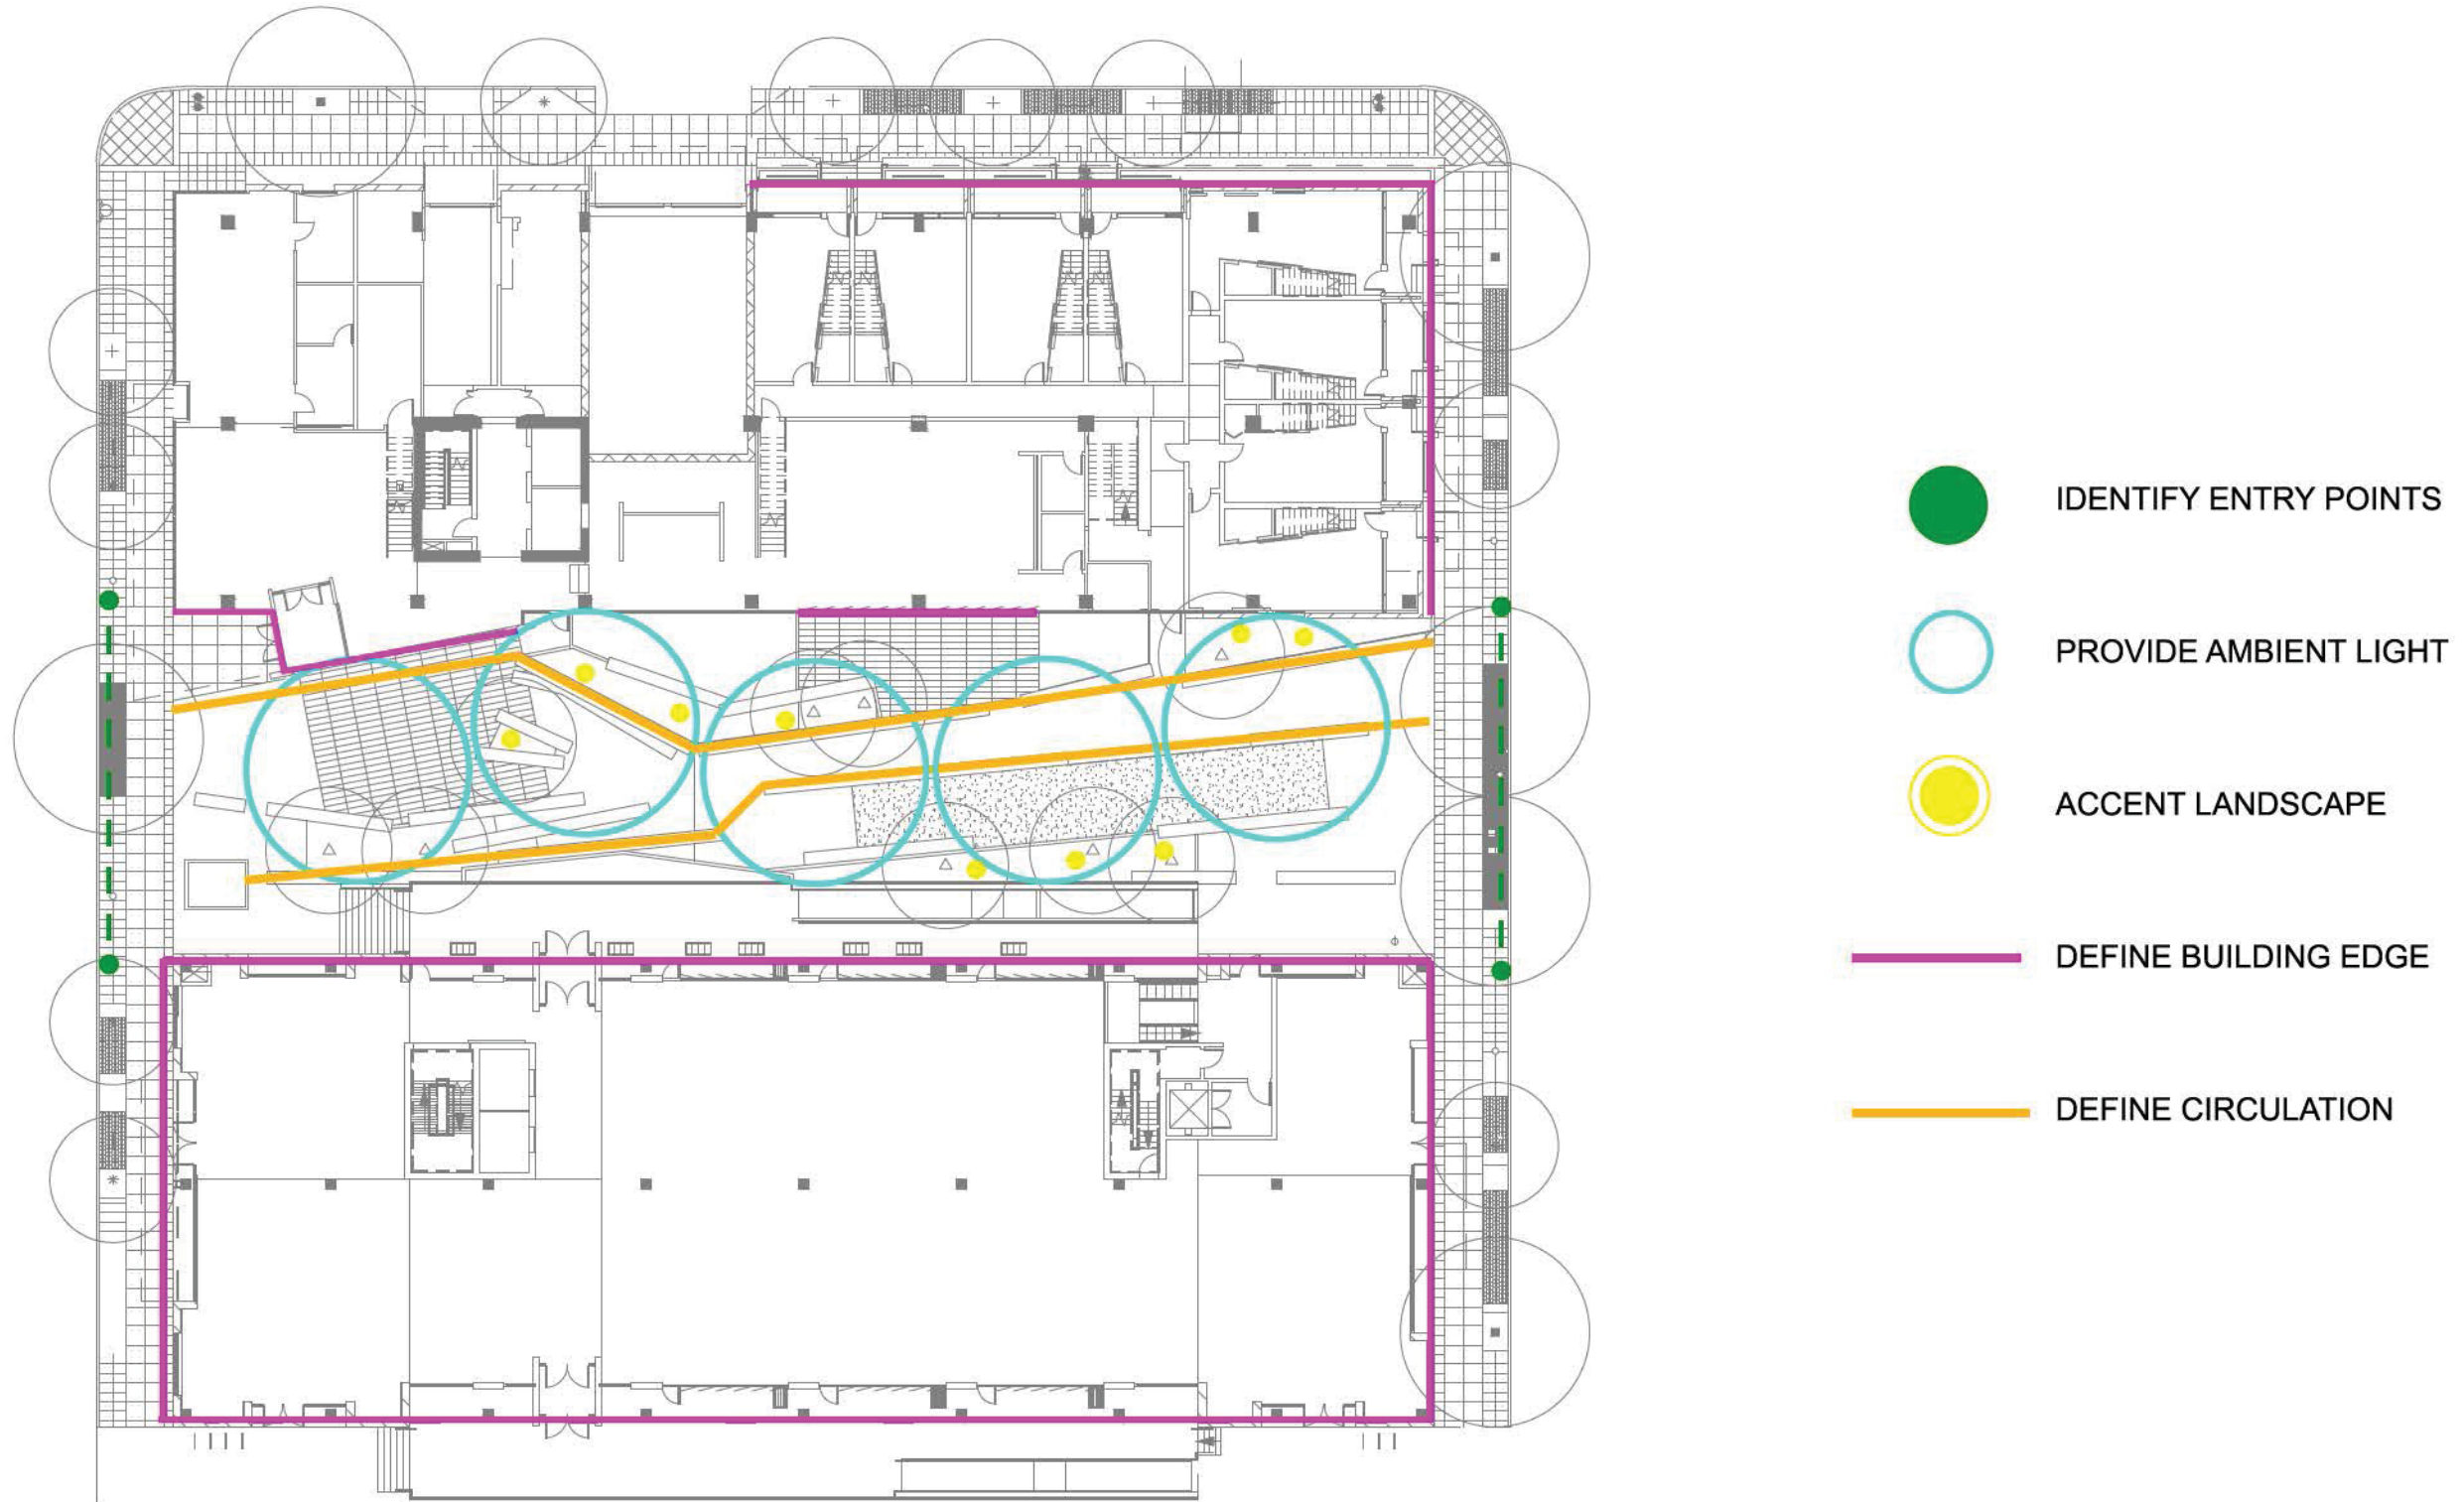 IDENTIFY ENTRY POINTS
PROVIDE AMBIENT LIGHT
ACCENT LANDSCAPE
DEFINE BUILDING EDGE
DEFINE CIRCULATION